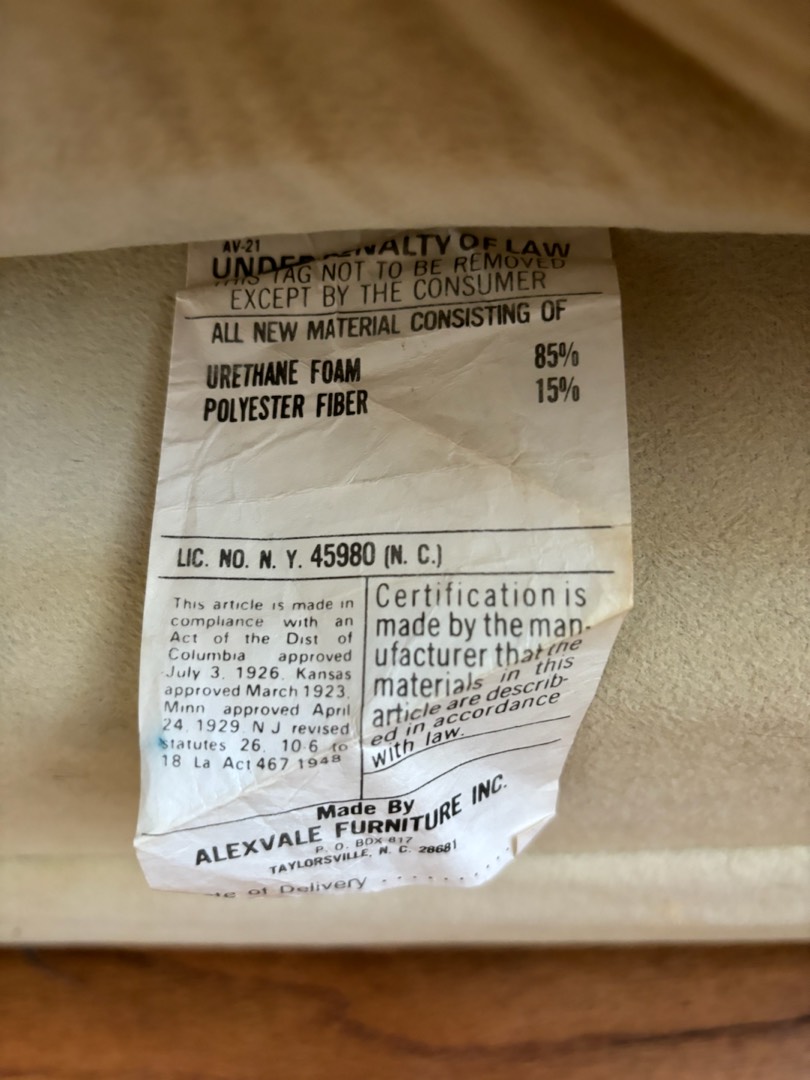 AV-21
UNDER PENALTY OF LAW
THIS TAG NOT TO BE REMOVED
EXCEPT BY THE CONSUMER
ALL NEW MATERIAL CONSISTING OF
URETHANE FOAM 85%
POLYESTER FIBER 15%
LIC. NO. N. Y. 45980 (N. C.)
This article is made in
compliance with an
Act of the Dist of
Columbia approved
July 3, 1926. Kansas
approved March 1923.
Minn approved April
24. 1929. N J revised
statutes 26. 10-6 to
18 La Act 467 1948
Certification is
made by the man-
ufacturer that the
materials in this
article are describ-
ed in accordance
with law.
Made By
ALEXVALE FURNITURE INC.
P. O. BOX 817
TAYLORSVILLE, N. C. 28681
of Delivery . . . . . . . . . .